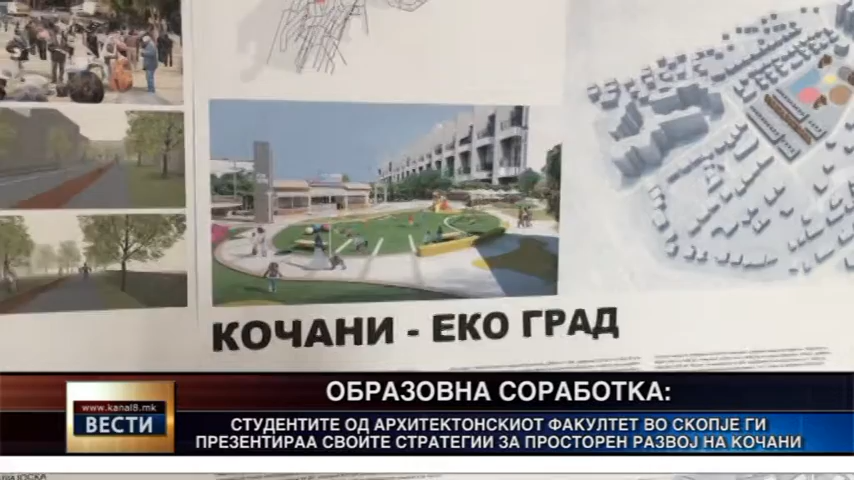 КОЧАНИ - ЕКО ГРАД
ОБРАЗОВНА СОРАБОТКА:
www.kanal8.mk
ВЕСТИ
СТУДЕНТИТЕ ОД АРХИТЕКТОНСКИОТ ФАКУЛТЕТ ВО СКОПЈЕ ГИ
ПРЕЗЕНТИРАА СВОИТЕ СТРАТЕГИИ ЗА ПРОСТОРЕН РАЗВОЈ НА КОЧАНИ